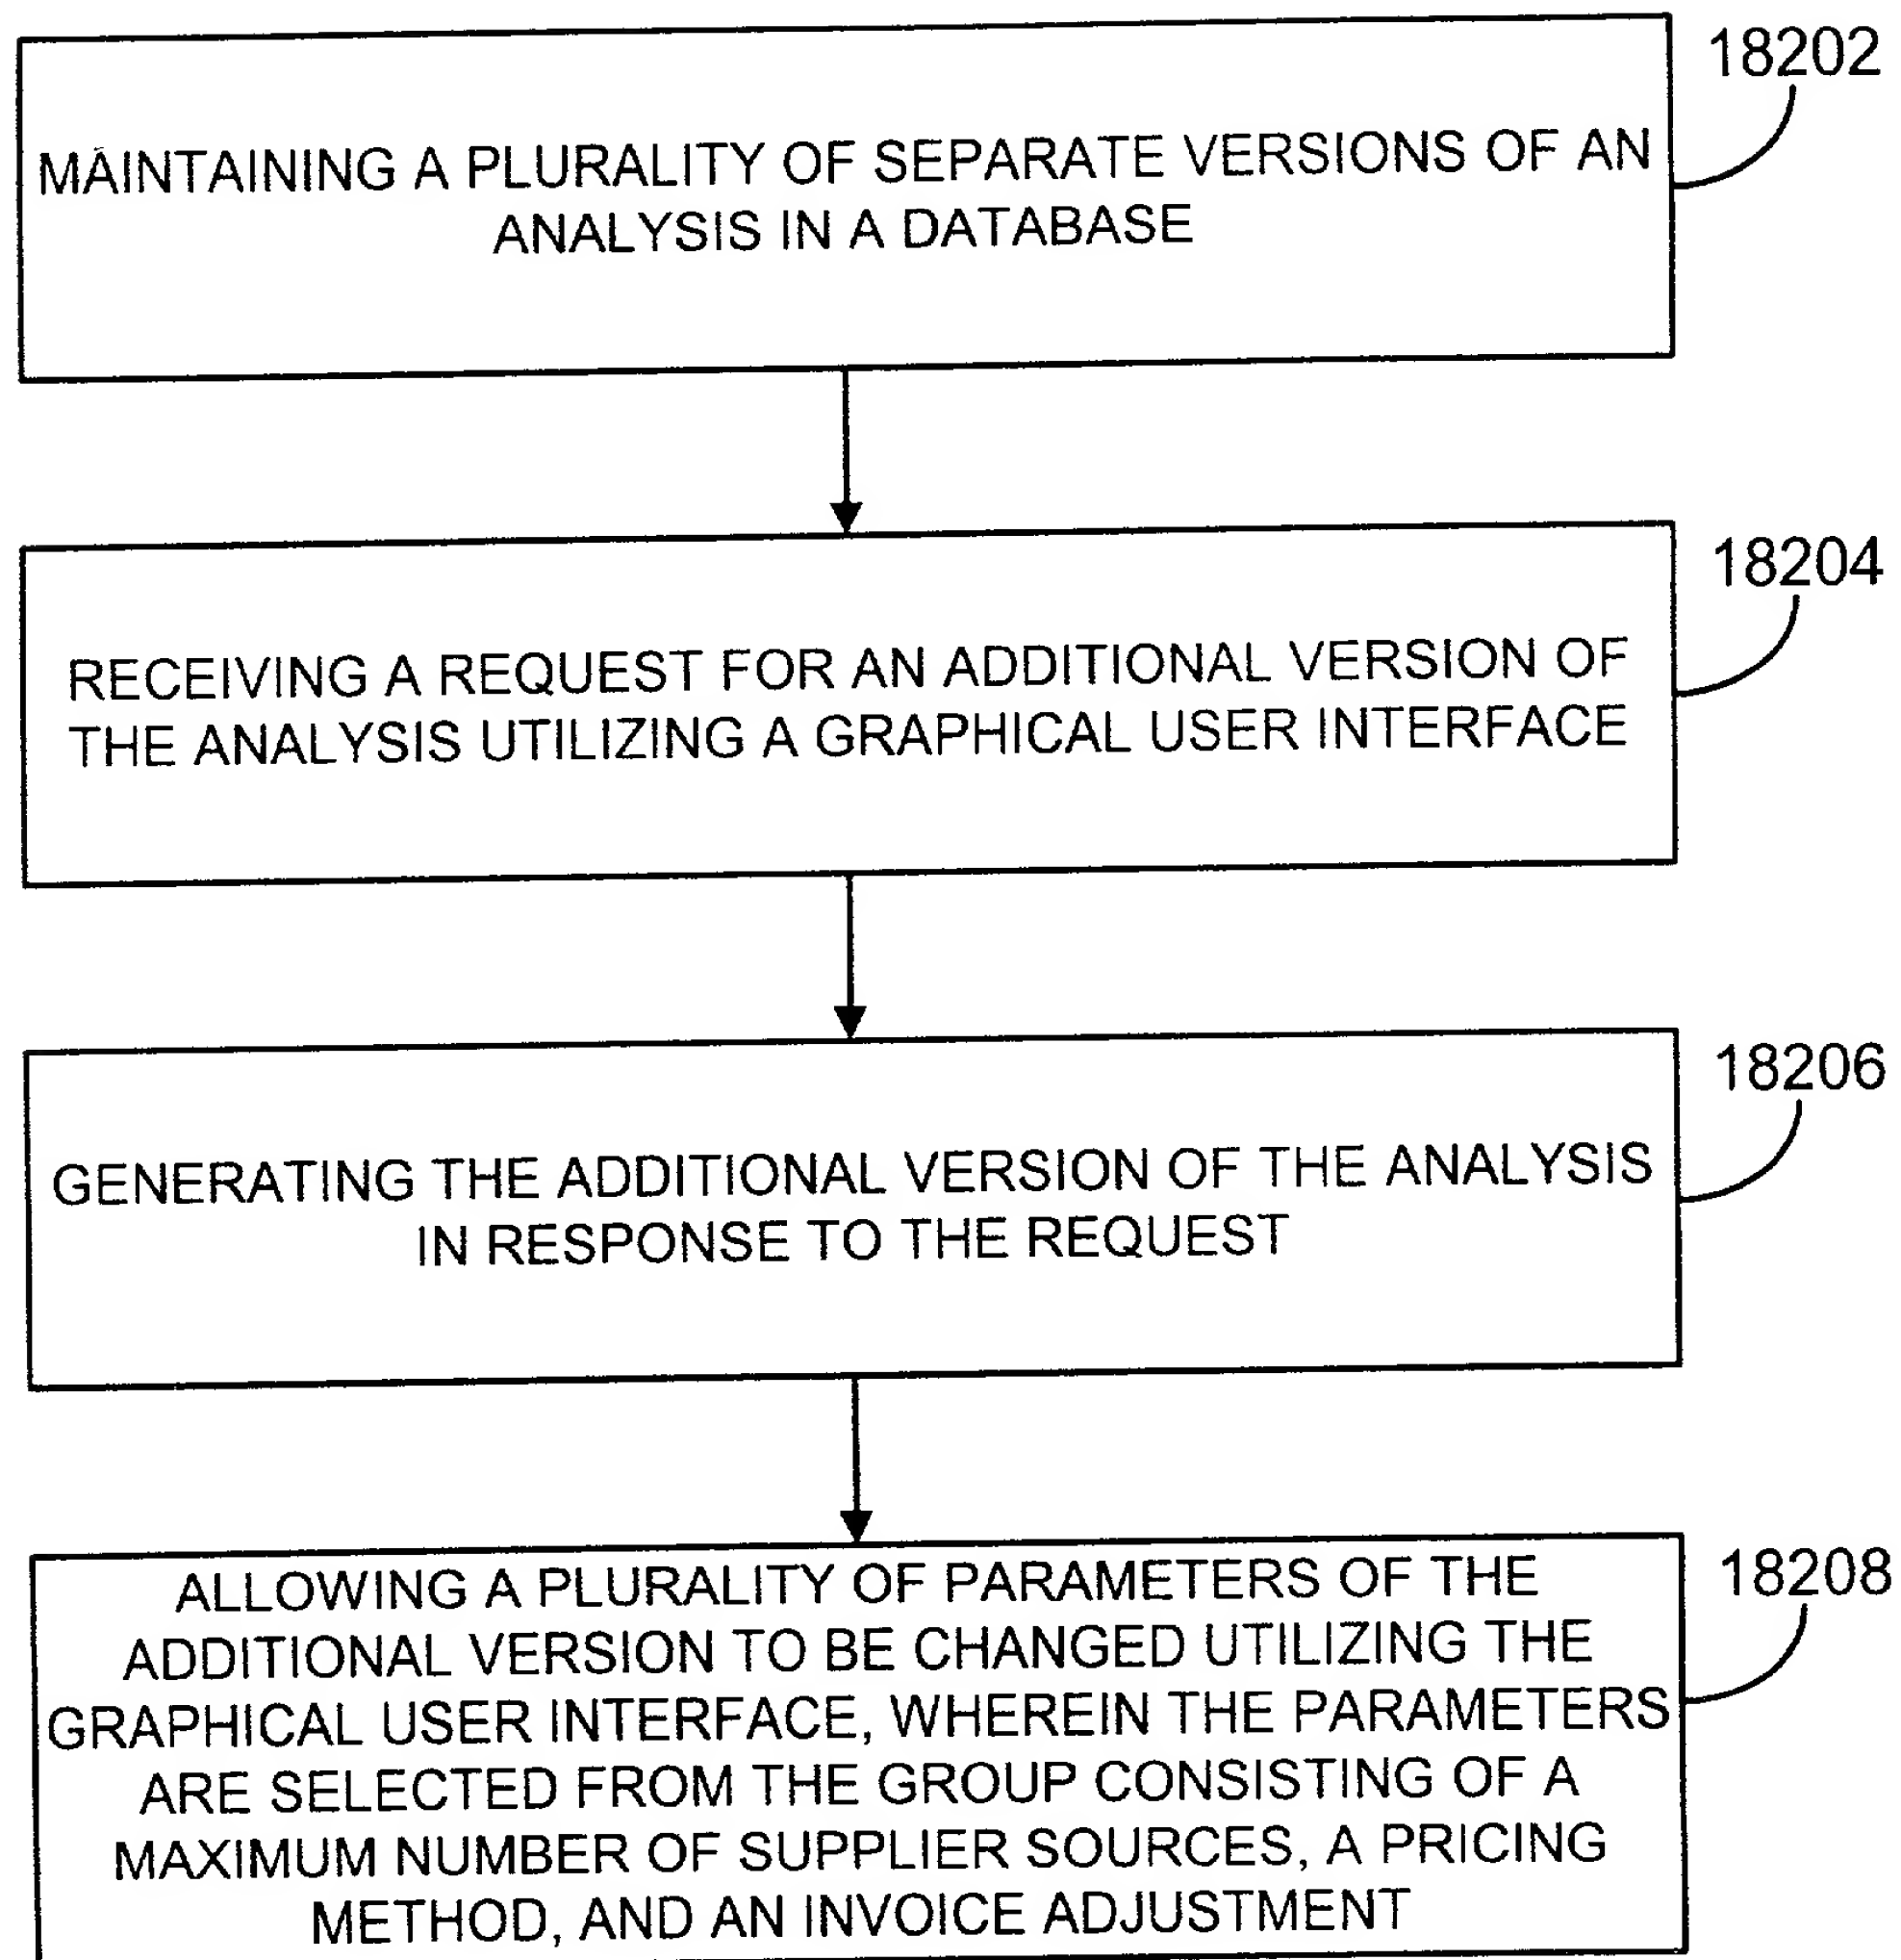 18202
MAINTAINING A PLURALITY OF SEPARATE VERSIONS OF AN
ANALYSIS IN A DATABASE
18204
RECEIVING A REQUEST FOR AN ADDITIONAL VERSION OF
THE ANALYSIS UTILIZING A GRAPHICAL USER INTERFACE
18206
GENERATING THE ADDITIONAL VERSION OF THE ANALYSIS
IN RESPONSE TO THE REQUEST
18208
ALLOWING A PLURALITY OF PARAMETERS OF THE
ADDITIONAL VERSION TO BE CHANGED UTILIZING THE
GRAPHICAL USER INTERFACE, WHEREIN THE PARAMETERS
ARE SELECTED FROM THE GROUP CONSISTING OF A
MAXIMUM NUMBER OF SUPPLIER SOURCES, A PRICING
METHOD, AND AN INVOICE ADJUSTMENT